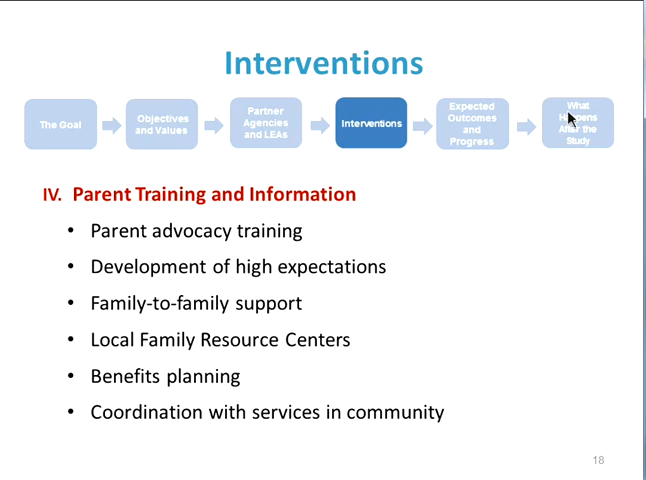 Interventions
The Goal
Objectives
and Values
Partner
Agencies
and LEAs
Interventions
Expected
Outcomes
and
Progress
What
Happens
After the
Study
IV. Parent Training and Information
• Parent advocacy training
• Development of high expectations
• Family-to-family support
• Local Family Resource Centers
• Benefits planning
• Coordination with services in community
18